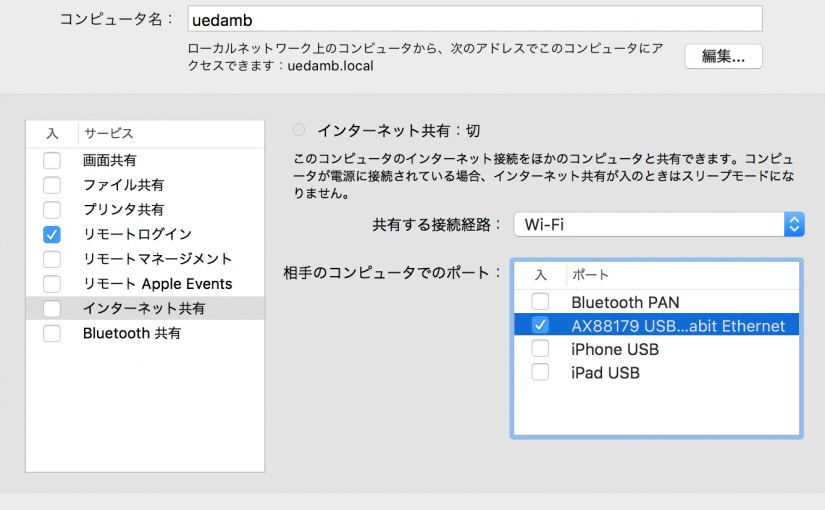 コンピュータ名：
uedamb
ローカルネットワーク上のコンピュータから、次のアドレスでこのコンピュータにア
クセスできます：uedamb.local
編集...
入 サービス
画面共有
ファイル共有
プリンタ共有
リモートログイン
リモートマネージメント
リモート Apple Events
インターネット共有
Bluetooth 共有
インターネット共有：切
このコンピュータのインターネット接続をほかのコンピュータと共有できます。コンピュ
ータが電源に接続されている場合、インターネット共有が入のときはスリープモードにな
りません。
共有する接続経路：
Wi-Fi
相手のコンピュータでのポート：
入 ポート
Bluetooth PAN
AX88179 USB...abit Ethernet
iPhone USB
iPad USB